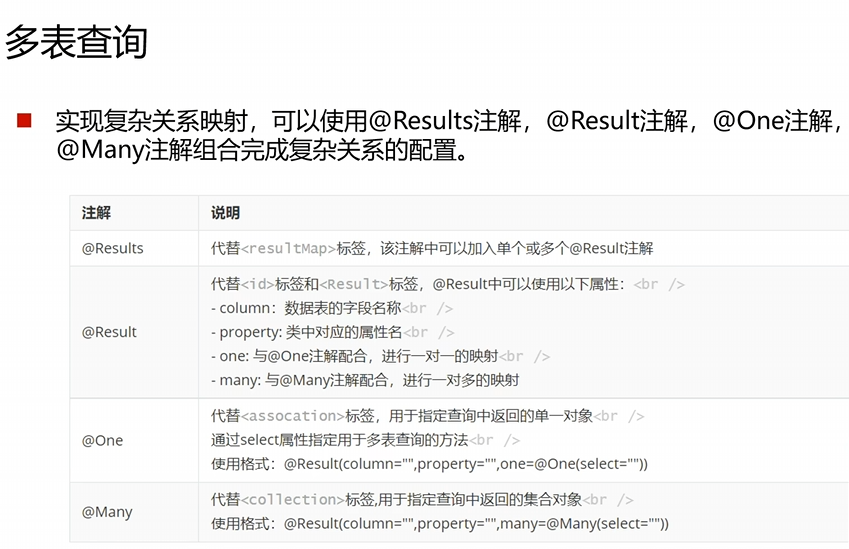 多表查询
实现复杂关系映射，可以使用@Results注解，@Result注解，@One注解，
@Many注解组合完成复杂关系的配置。
注解 说明
@Results 代替<resultMap>标签，该注解中可以加入单个或多个@Result注解
代替<id>标签和<Result>标签，@Result中可以使用以下属性：<br />
- column：数据表的字段名称<br />
@Result - property: 类中对应的属性名<br />
- one: 与@One注解配合，进行一对一的映射<br />
- many: 与@Many注解配合，进行一对多的映射
代替<assocation>标签，用于指定查询中返回的单一对象<br />
@One 通过select属性指定用于多表查询的方法<br />
使用格式：@Result(column="",property="",one=@One(select=""))
代替<collection>标签,用于指定查询中返回的集合对象<br />
@Many
使用格式：@Result(column="",property="",many=@Many(select=""))